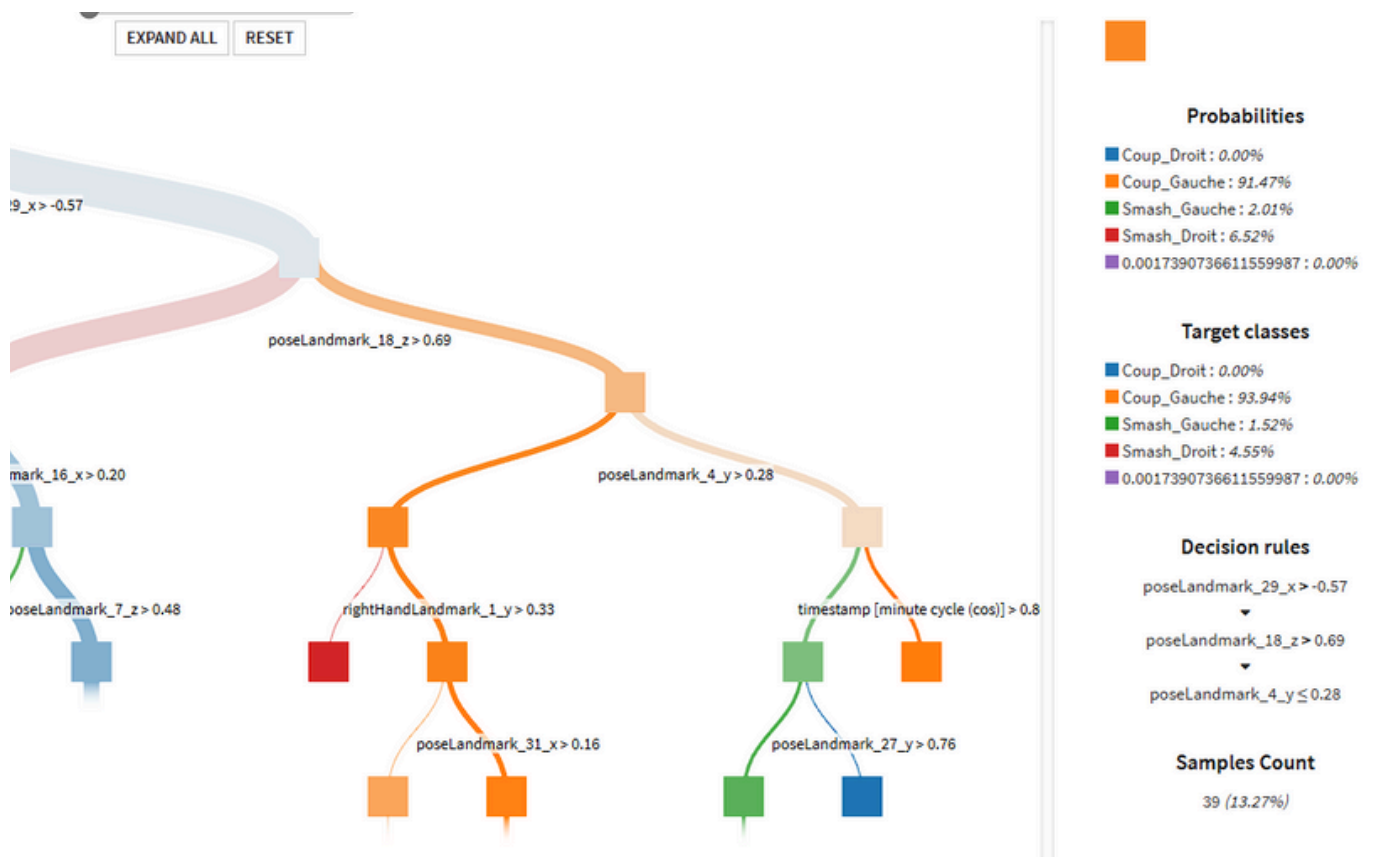 EXPAND ALL RESET
29_x > -0.57
poseLandmark_18_z > 0.69
mark_16_x > 0.20
poseLandmark_4_y > 0.28
poseLandmark_7_z > 0.48
rightHandLandmark_1_y > 0.33
timestamp [minute cycle (cos)] > 0.8
poseLandmark_31_x > 0.16
poseLandmark_27_y > 0.76
Probabilities
Coup_Droit : 0.00%
Coup_Gauche : 91.47%
Smash_Gauche : 2.01%
Smash_Droit : 6.52%
0.0017390736611559987 : 0.00%
Target classes
Coup_Droit : 0.00%
Coup_Gauche : 93.94%
Smash_Gauche : 1.52%
Smash_Droit : 4.55%
0.0017390736611559987 : 0.00%
Decision rules
poseLandmark_29_x > -0.57
poseLandmark_18_z > 0.69
poseLandmark_4_y ≤ 0.28
Samples Count
39 (13.27%)